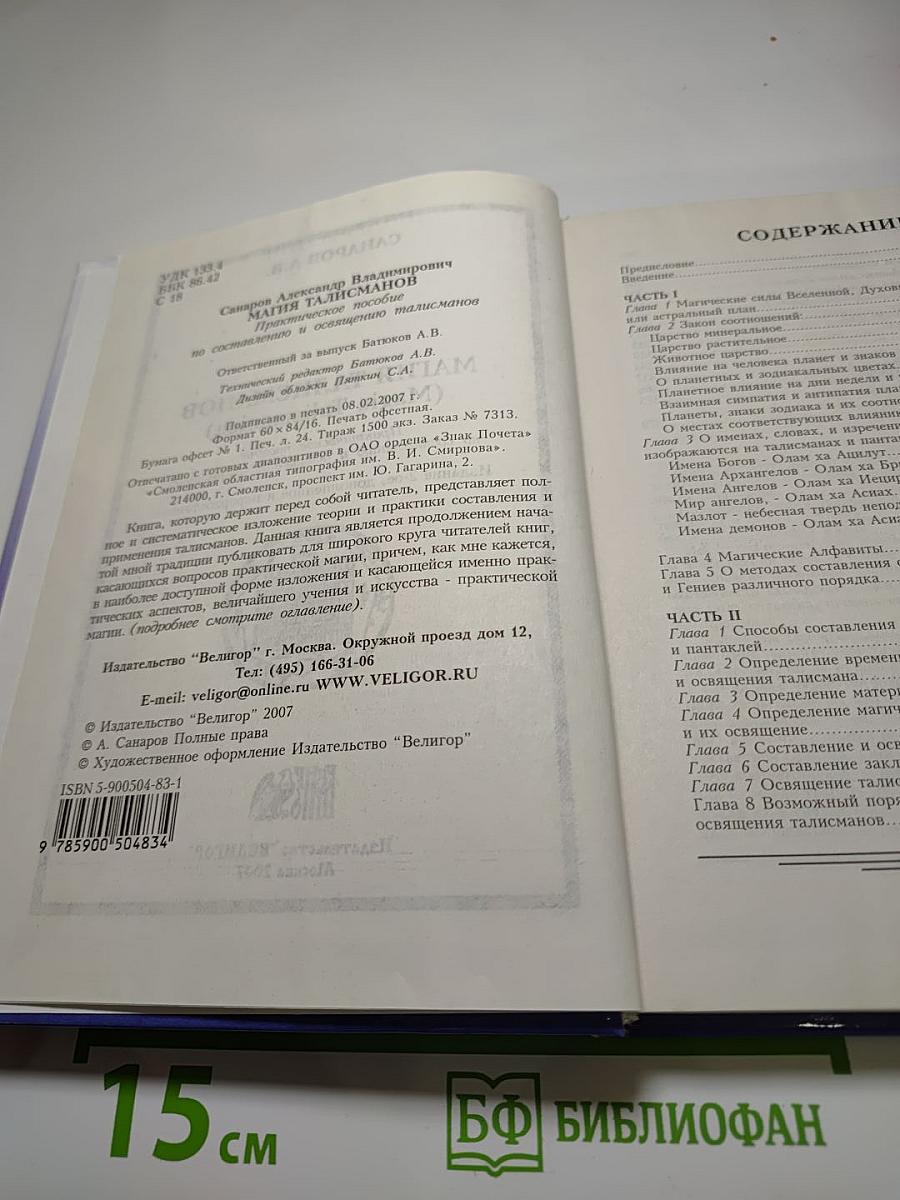 УДК 133.4
ББК 86.42
С 18
Санаров Александр Владимирович
МАГИЯ ТАЛИСМАНОВ
Практическое пособие
по составлению и освящению талисманов
Ответственный за выпуск Батюков А.В.
Технический редактор Батюков А.В.
Дизайн обложки Пяткин С.А.
Подписано в печать 08.02.2007 г.
Формат 60×84/16. Печать офсетная.
Бумага офсет № 1. Печ. л. 24. Тираж 1500 экз. Заказ № 7313.
Отпечатано с готовых диапозитивов в ОАО ордена «Знак Почета»
«Смоленская областная типография им. В. И. Смирнова».
214000, г. Смоленск, проспект им. Ю. Гагарина, 2.
Книга, которую держит перед собой читатель, представляет пол-
ное и систематическое изложение теории и практики составления и
применения талисманов. Данная книга является продолжением нача-
той мной традиции публиковать для широкого круга читателей книг,
касающихся вопросов практической магии, причем, как мне кажется,
в наиболее доступной форме изложения и касающейся именно прак-
тических аспектов, величайшего учения и искусства - практической
магии. (подробнее смотрите оглавление).
Издательство “Велигор” г. Москва. Окружной проезд дом 12,
Тел: (495) 166-31-06
E-meil: veligor@online.ru WWW.VELIGOR.RU
© Издательство “Велигор” 2007
© А. Санаров Полные права
© Художественное оформление Издательство “Велигор”
ISBN 5-900504-83-1
9 785900 504834
СОДЕРЖАНИ
Предисловие
Введение
ЧАСТЬ I
Глава 1 Магические силы Вселенной, Духовн
или астральный план
Глава 2 Закон соотношений:
Царство минеральное
Царство растительное
Животное царство
Влияние на человека планет и знаков
О планетных и зодиакальных цветах
Планетное влияние на дни недели и
Взаимная симпатия и антипатия план
Планеты, знаки зодиака и их соотно
О местах соответствующих влияни
Глава 3 О именах, словах, и изречени
изображаются на талисманах и пантак
Имена Богов - Олам ха Ацилут
Имена Архангелов - Олам ха Бр
Имена Ангелов - Олам ха Иецир
Мир ангелов, - Олам ха Асиах.
Мазлот - небесная твердь непод
Имена демонов - Олам ха Асиа
Глава 4 Магические Алфавиты
Глава 5 О методах составления
и Гениев различного порядка
ЧАСТЬ II
Глава 1 Способы составления
и пантаклей
Глава 2 Определение времен
и освящения талисмана
Глава 3 Определение матери
Глава 4 Определение магич
и их освящение
Глава 5 Составление и осв
Глава 6 Составление закл
Глава 7 Освящение талис
Глава 8 Возможный поря
освящения талисманов
15 см
БФ БИБЛИОФАН